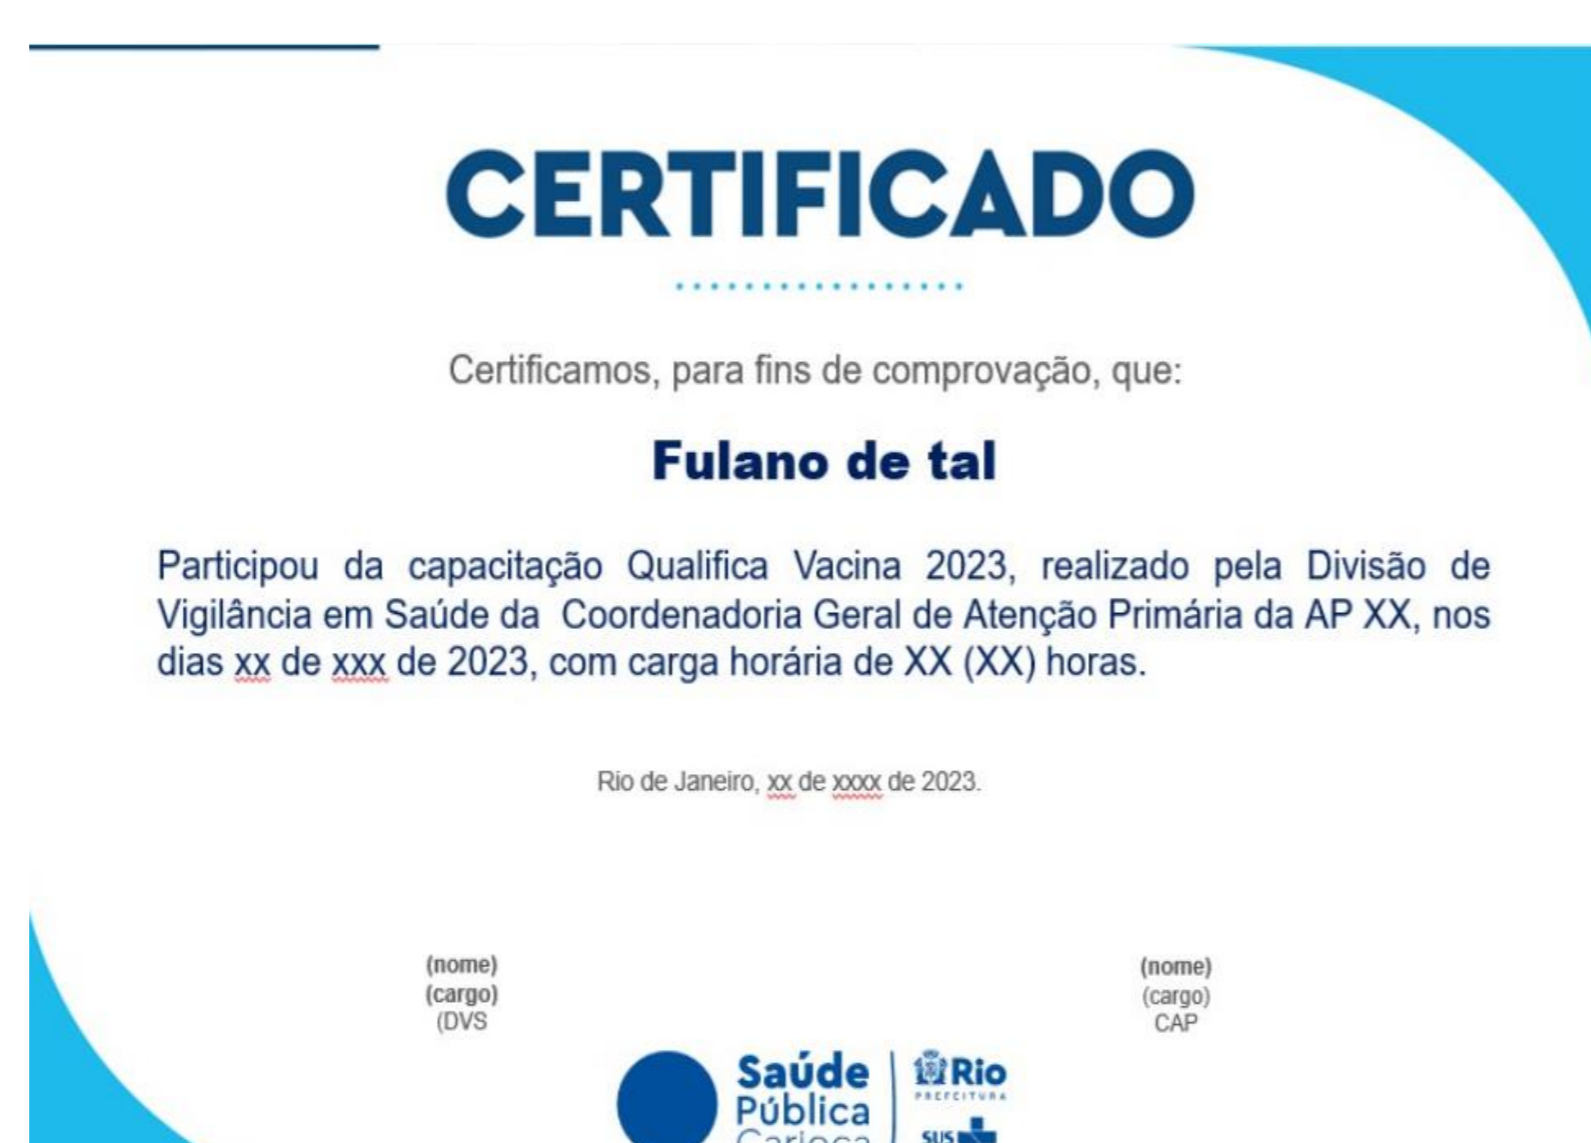 CERTIFICADO
Certificamos, para fins de comprovação, que:
Fulano de tal
Participou da capacitação Qualifica Vacina 2023, realizado pela Divisão de
Vigilância em Saúde da Coordenadoria Geral de Atenção Primária da AP XX, nos
dias xx de xxx de 2023, com carga horária de XX (XX) horas.
Rio de Janeiro, xx de xxxx de 2023.
(nome)
(cargo)
(DVS
(nome)
(cargo)
CAP
Saúde
Pública
Carioca
Rio
PREFEITURA
SUS